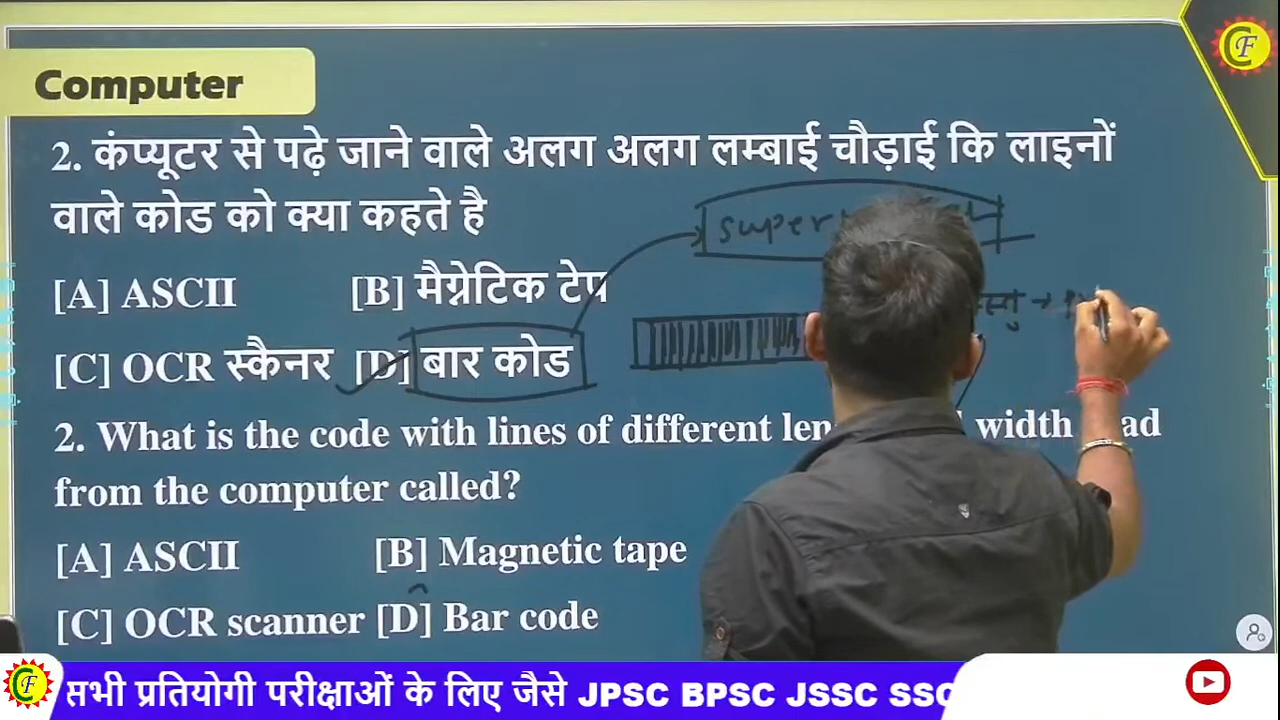 Computer
2. कंप्यूटर से पढ़े जाने वाले अलग अलग लम्बाई चौड़ाई कि लाइनों
वाले कोड को क्या कहते है
super
[A] ASCII [B] मैग्नेटिक टेप
[C] OCR स्कैनर [D] बार कोड
2. What is the code with lines of different width
from the computer called?
[A] ASCII [B] Magnetic tape
[C] OCR scanner [D] Bar code
सभी प्रतियोगी परीक्षाओं के लिए जैसे JPSC BPSC JSSC SSC